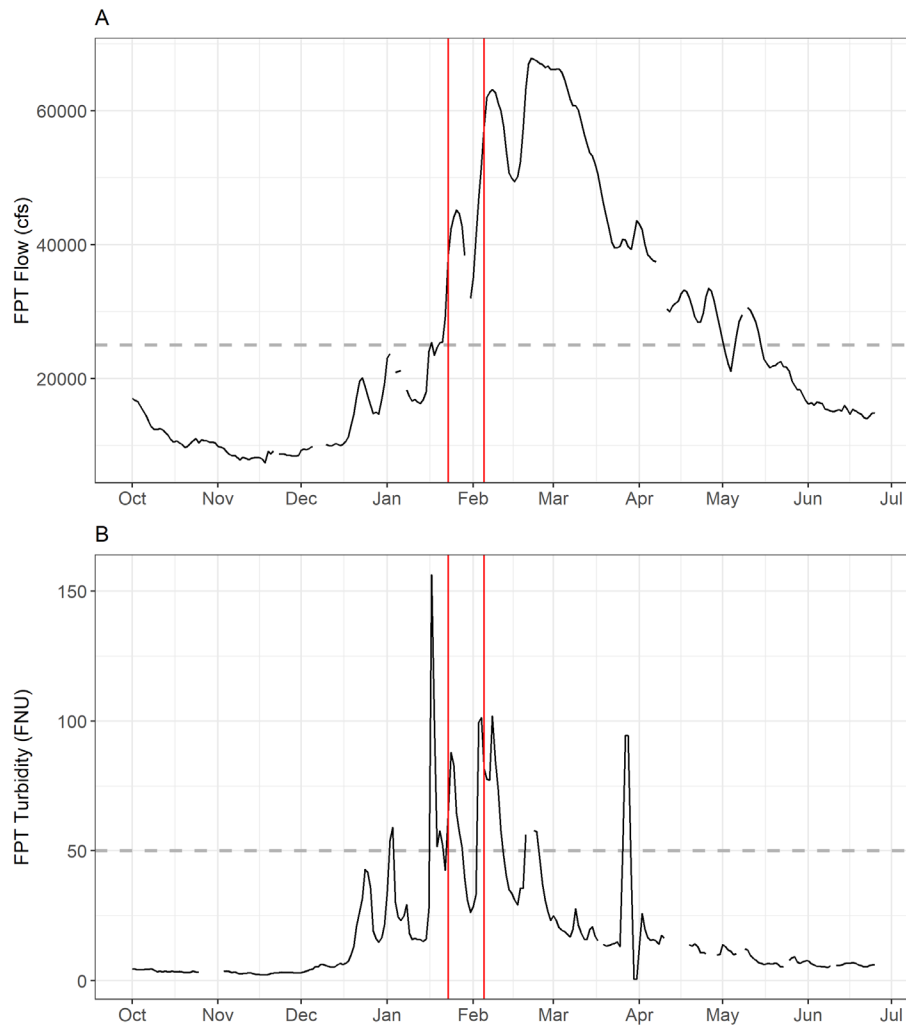 A
FPT Flow (cfs)
60000
40000
20000
Oct Nov Dec Jan Feb Mar Apr May Jun Jul
B
FPT Turbidity (FNU)
150
100
50
0
Oct Nov Dec Jan Feb Mar Apr May Jun Jul